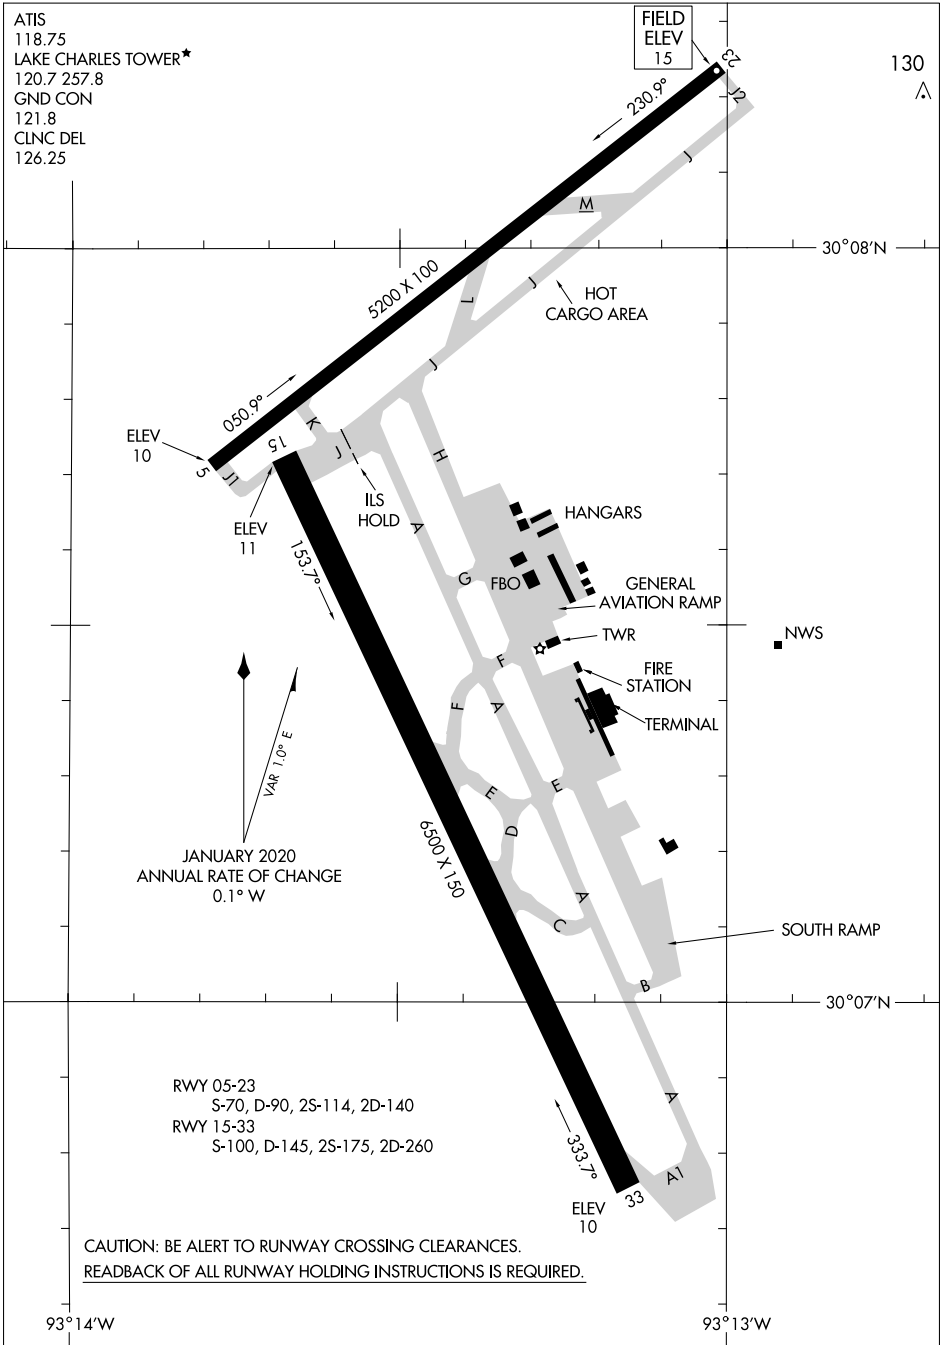 ATIS
118.75
LAKE CHARLES TOWER★
120.7 257.8
GND CON
121.8
CLNC DEL
126.25
FIELD
ELEV
15
23
130
J2
230.9°
J
M
30°08'N
5200 X 100
L
J
HOT
CARGO AREA
J
050.9°
K
ELEV
10
15
J
H
5
J1
ILS
HOLD
ELEV
11
A
HANGARS
153.7°
G
FBO
GENERAL
AVIATION RAMP
TWR
NWS
F
FIRE
STATION
F
A
TERMINAL
VAR 1.0° E
E
E
D
6500 X 150
JANUARY 2020
ANNUAL RATE OF CHANGE
0.1° W
A
C
SOUTH RAMP
B
30°07'N
RWY 05-23
S-70, D-90, 2S-114, 2D-140
RWY 15-33
S-100, D-145, 2S-175, 2D-260
A
333.7°
A1
33
ELEV
10
CAUTION: BE ALERT TO RUNWAY CROSSING CLEARANCES.
READBACK OF ALL RUNWAY HOLDING INSTRUCTIONS IS REQUIRED.
93°14'W
93°13'W